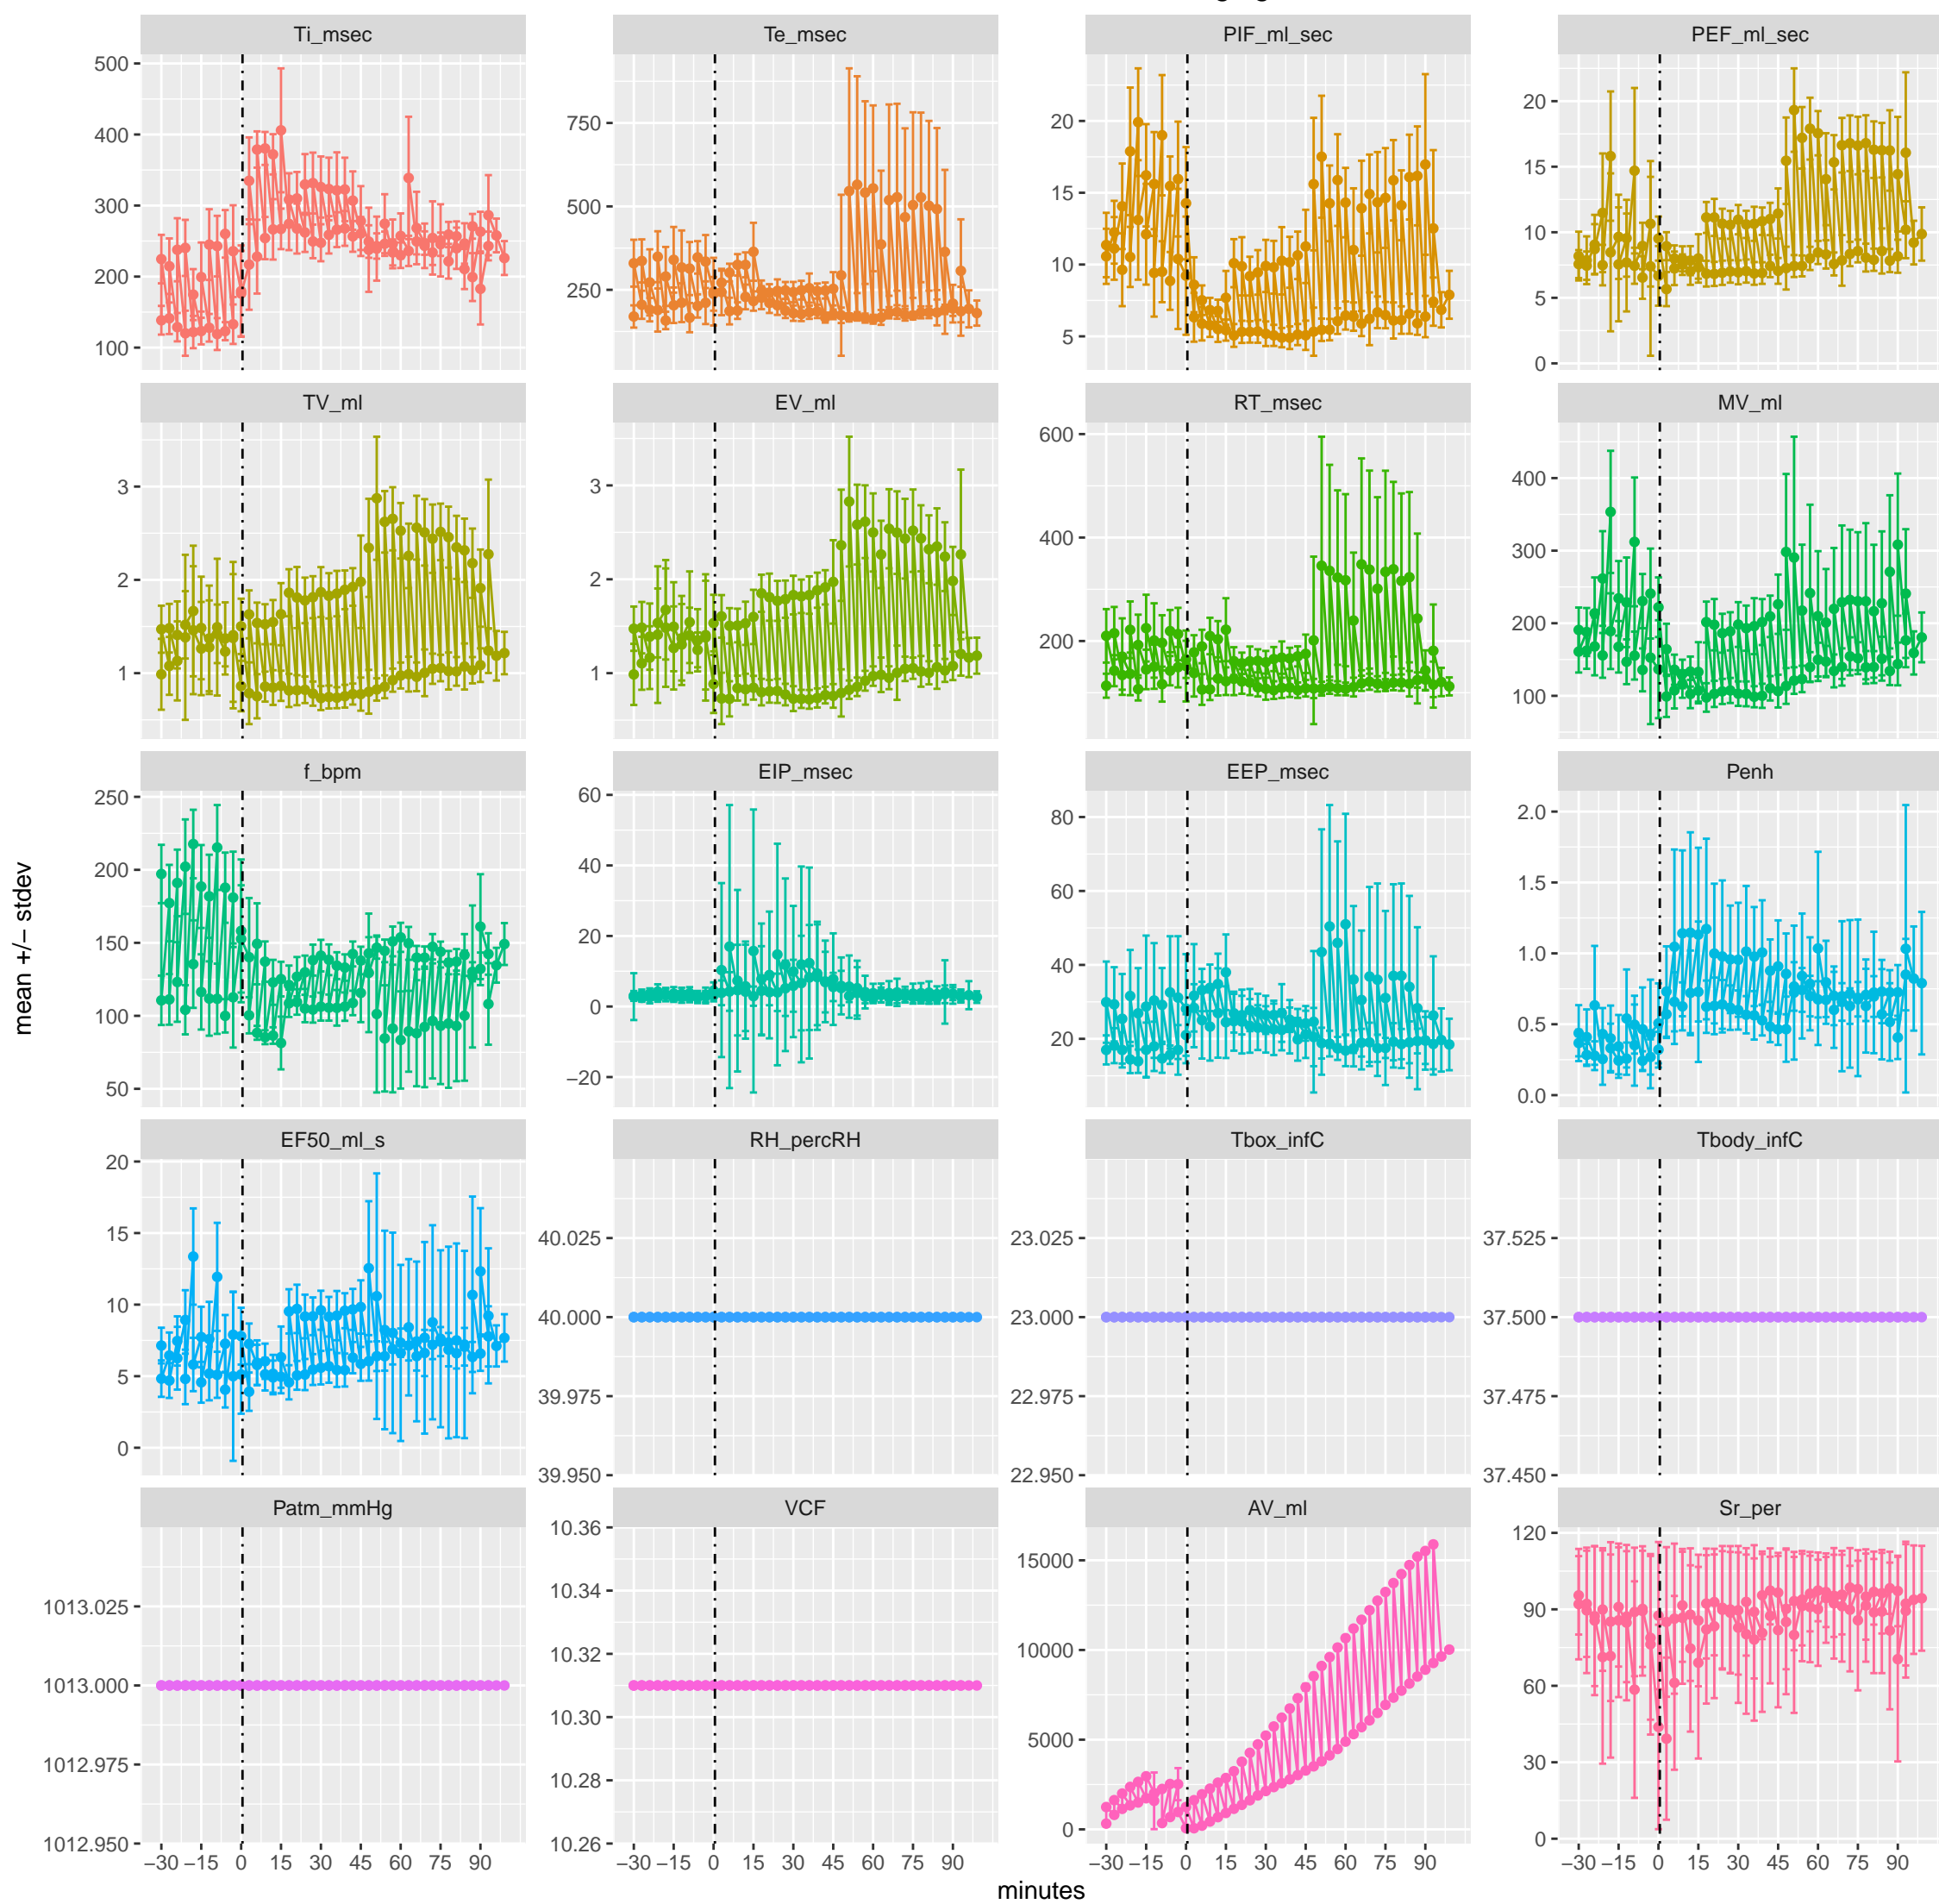 Ti_msec Te_msec PIF_ml_sec PEF_ml_sec
500 400 300 200 100
750 500 250
20 15 10 5
20 15 10 5 0
TV_ml EV_ml RT_msec MV_ml
3 2 1
3 2 1
600 400 200
400 300 200 100
f_bpm EIP_msec EEP_msec Penh
250 200 150 100 50
60 40 20 0 −20
80 60 40 20
2.0 1.5 1.0 0.5 0.0
EF50_ml_s RH_percRH Tbox_infC Tbody_infC
20 15 10 5 0
40.025 40.000 39.975 39.950
23.025 23.000 22.975 22.950
37.525 37.500 37.475 37.450
Patm_mmHg VCF AV_ml Sr_per
1013.025 1013.000 1012.975 1012.950
10.36 10.34 10.32 10.30 10.28 10.26
15000 10000 5000 0
120 90 60 30 0
−30 −15 0 15 30 45 60 75 90
−30 −15 0 15 30 45 60 75 90
−30 −15 0 15 30 45 60 75 90
−30 −15 0 15 30 45 60 75 90
minutes
mean +/− stdev